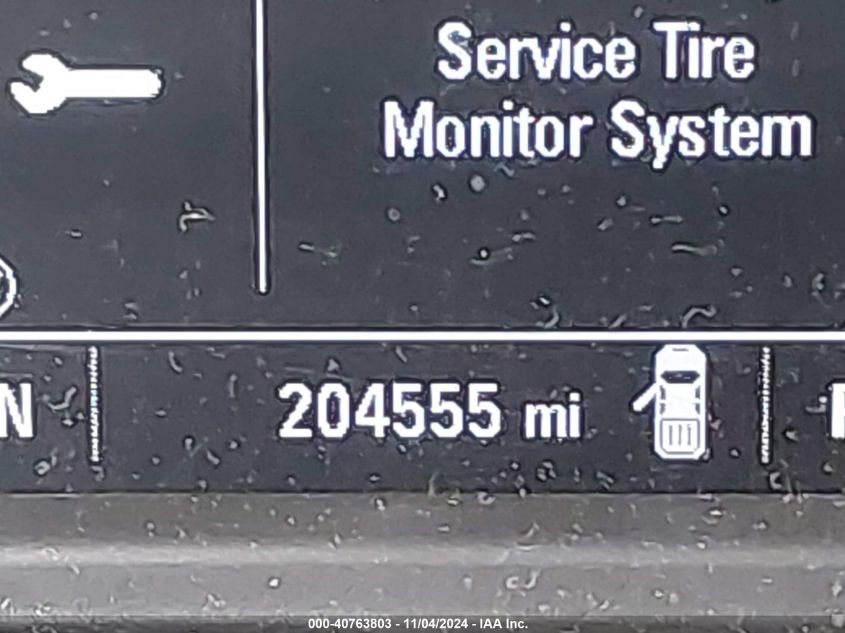 Service Tire
Monitor System
N
204555 mi
000-40763803 - 11/04/2024 - IAA Inc.